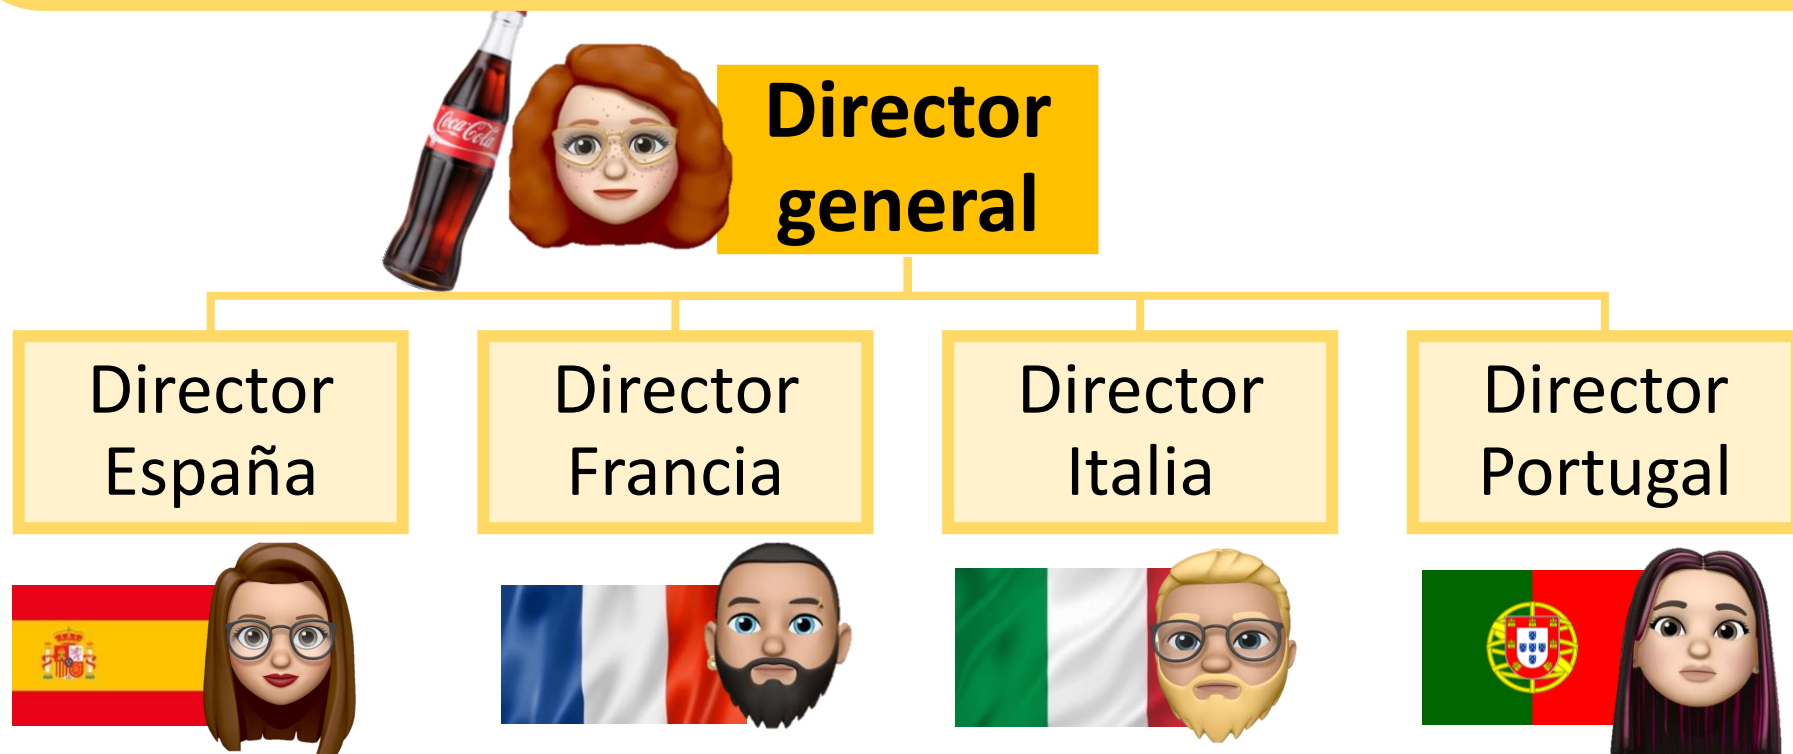 Coca-Cola
Director
general
Director
España
Director
Francia
Director
Italia
Director
Portugal